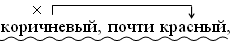 коричневый, почти красный,